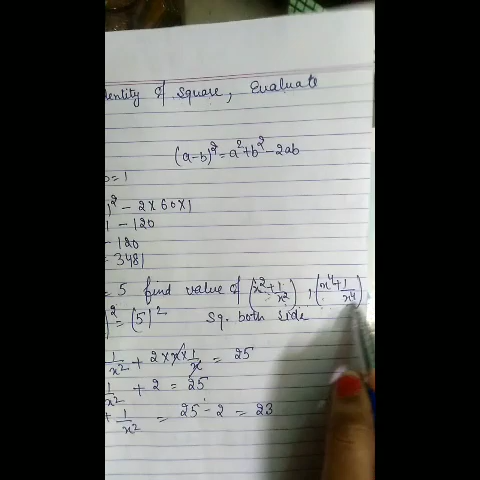 dentity of square, Evaluate
(a-b)² = a²+b²-2ab
b=1
)² - 2×60×1
1 - 120
- 120
= 3481
= 5 find value of (x²+1/x²), (x⁴+1/x⁴)
)² = (5)² Sq. both side
1/x² + 2×x×1/x = 25
1/x² + 2 = 25
+ 1/x² = 25-2 = 23